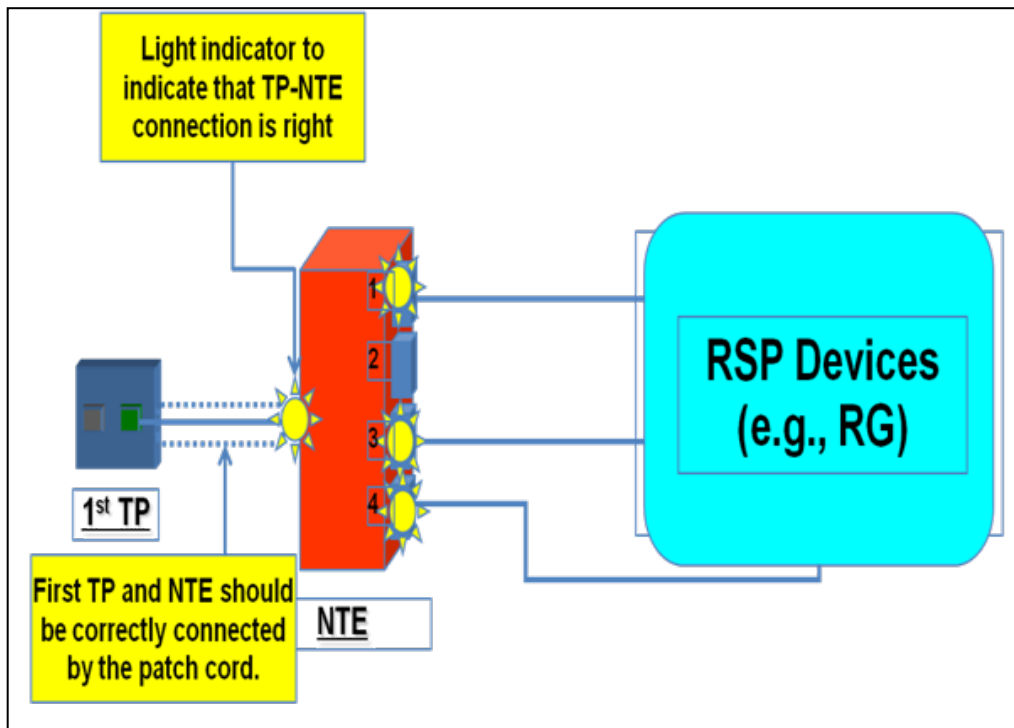 Light indicator to
indicate that TP-NTE
connection is right
1
2
3
4
RSP Devices
(e.g., RG)
1st TP
First TP and NTE should
be correctly connected
by the patch cord.
NTE